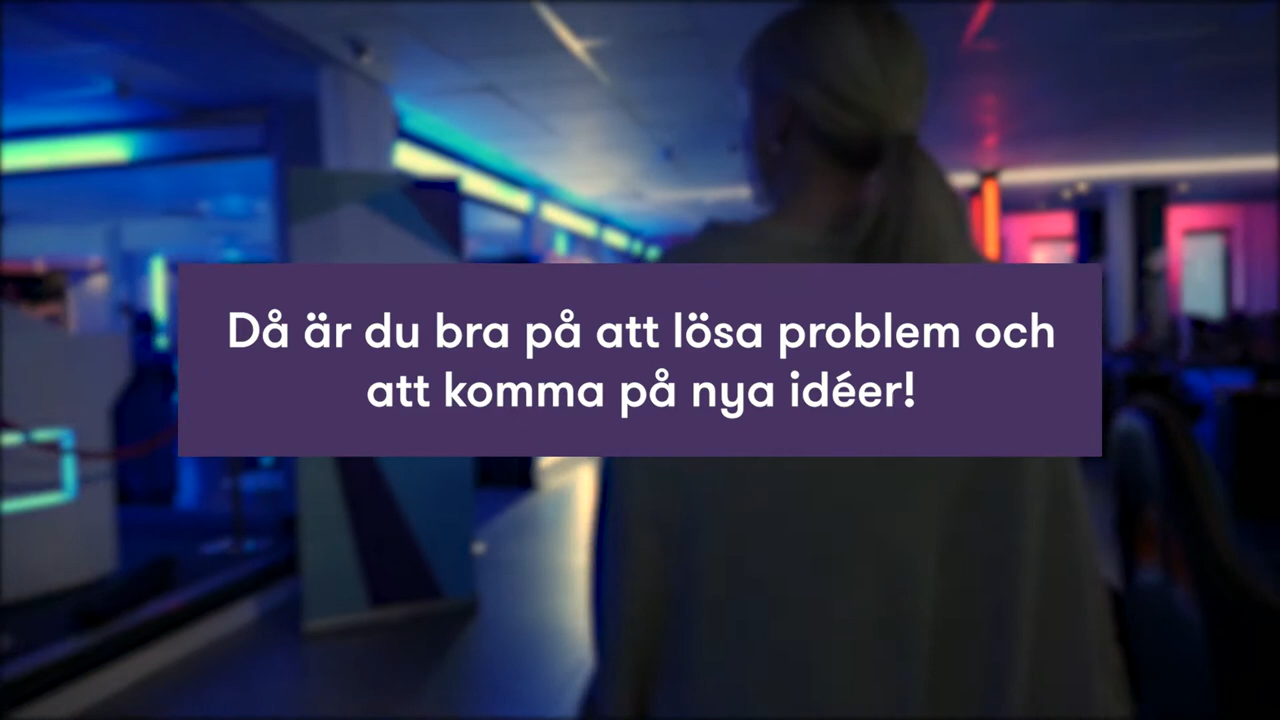 Då är du bra på att lösa problem och
att komma på nya idéer!